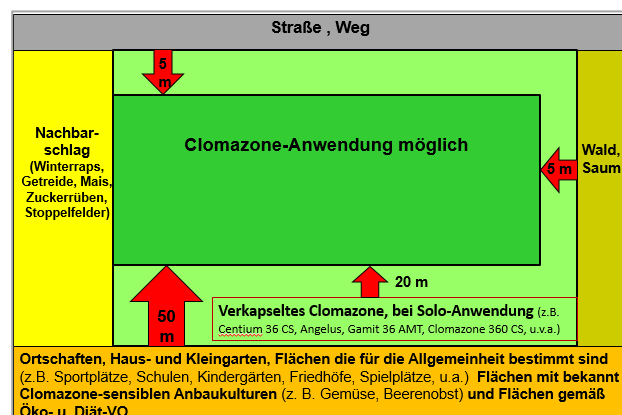 Straße , Weg
5
m
Nachbar-
schlag
(Winterraps,
Getreide, Mais,
Zuckerrüben,
Stoppelfelder)
Clomazone-Anwendung möglich
Wald,
Saum
5 m
20 m
50
m
Verkapseltes Clomazone, bei Solo-Anwendung (z.B.
Centium 36 CS, Angelus, Gamit 36 AMT, Clomazone 360 CS, u.v.a.)
Ortschaften, Haus- und Kleingarten, Flächen die für die Allgemeinheit bestimmt sind
(z.B. Sportplätze, Schulen, Kindergärten, Friedhöfe, Spielplätze, u.a.) Flächen mit bekannt
Clomazone-sensiblen Anbaukulturen (z. B. Gemüse, Beerenobst) und Flächen gemäß
Öko- u. Diät-VO